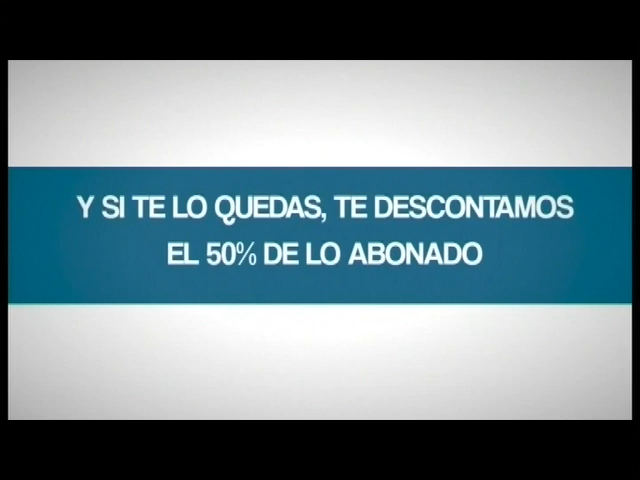 Y SI TE LO QUEDAS, TE DESCONTAMOS
EL 50% DE LO ABONADO